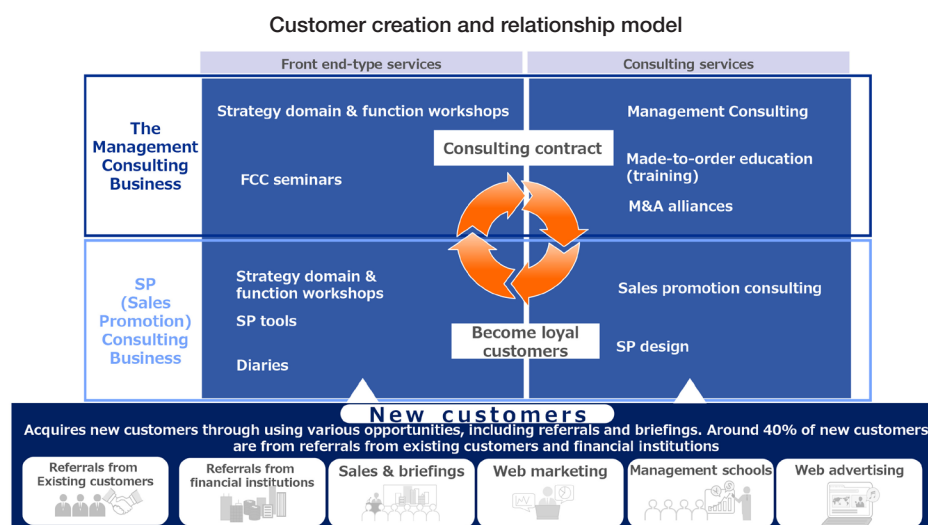 Customer creation and relationship model
Front end-type services
Consulting services
The
Management
Consulting
Business
Strategy domain & function workshops
FCC seminars
Consulting contract
Management Consulting
Made-to-order education
(training)
M&A alliances
SP
(Sales
Promotion)
Consulting
Business
Strategy domain &
function workshops
SP tools
Diaries
Become loyal
customers
Sales promotion consulting
SP design
New customers
Acquires new customers through using various opportunities, including referrals and briefings. Around 40% of new customers
are from referrals from existing customers and financial institutions
Referrals from
Existing customers
Referrals from
financial institutions
Sales & briefings
Web marketing
Management schools
Web advertising